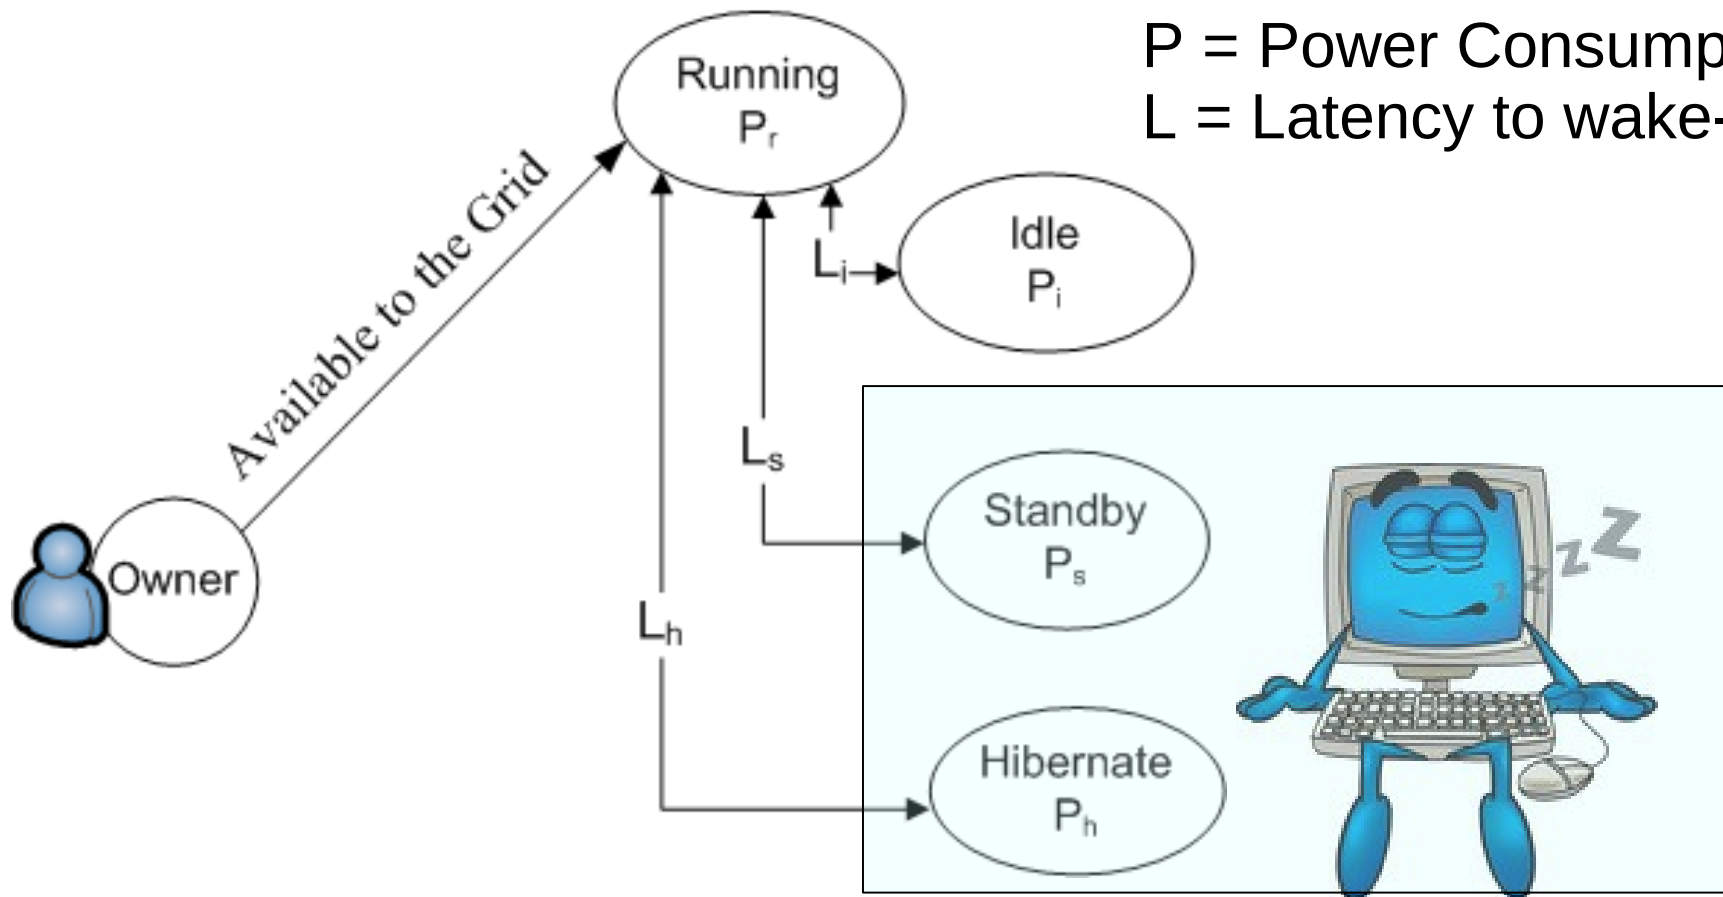 P = Power Consump
L = Latency to wake-
Running
Pr
Available to the Grid
Idle
Pi
Li
Ls
Standby
Ps
Owner
Lh
Hibernate
Ph
z z z Z